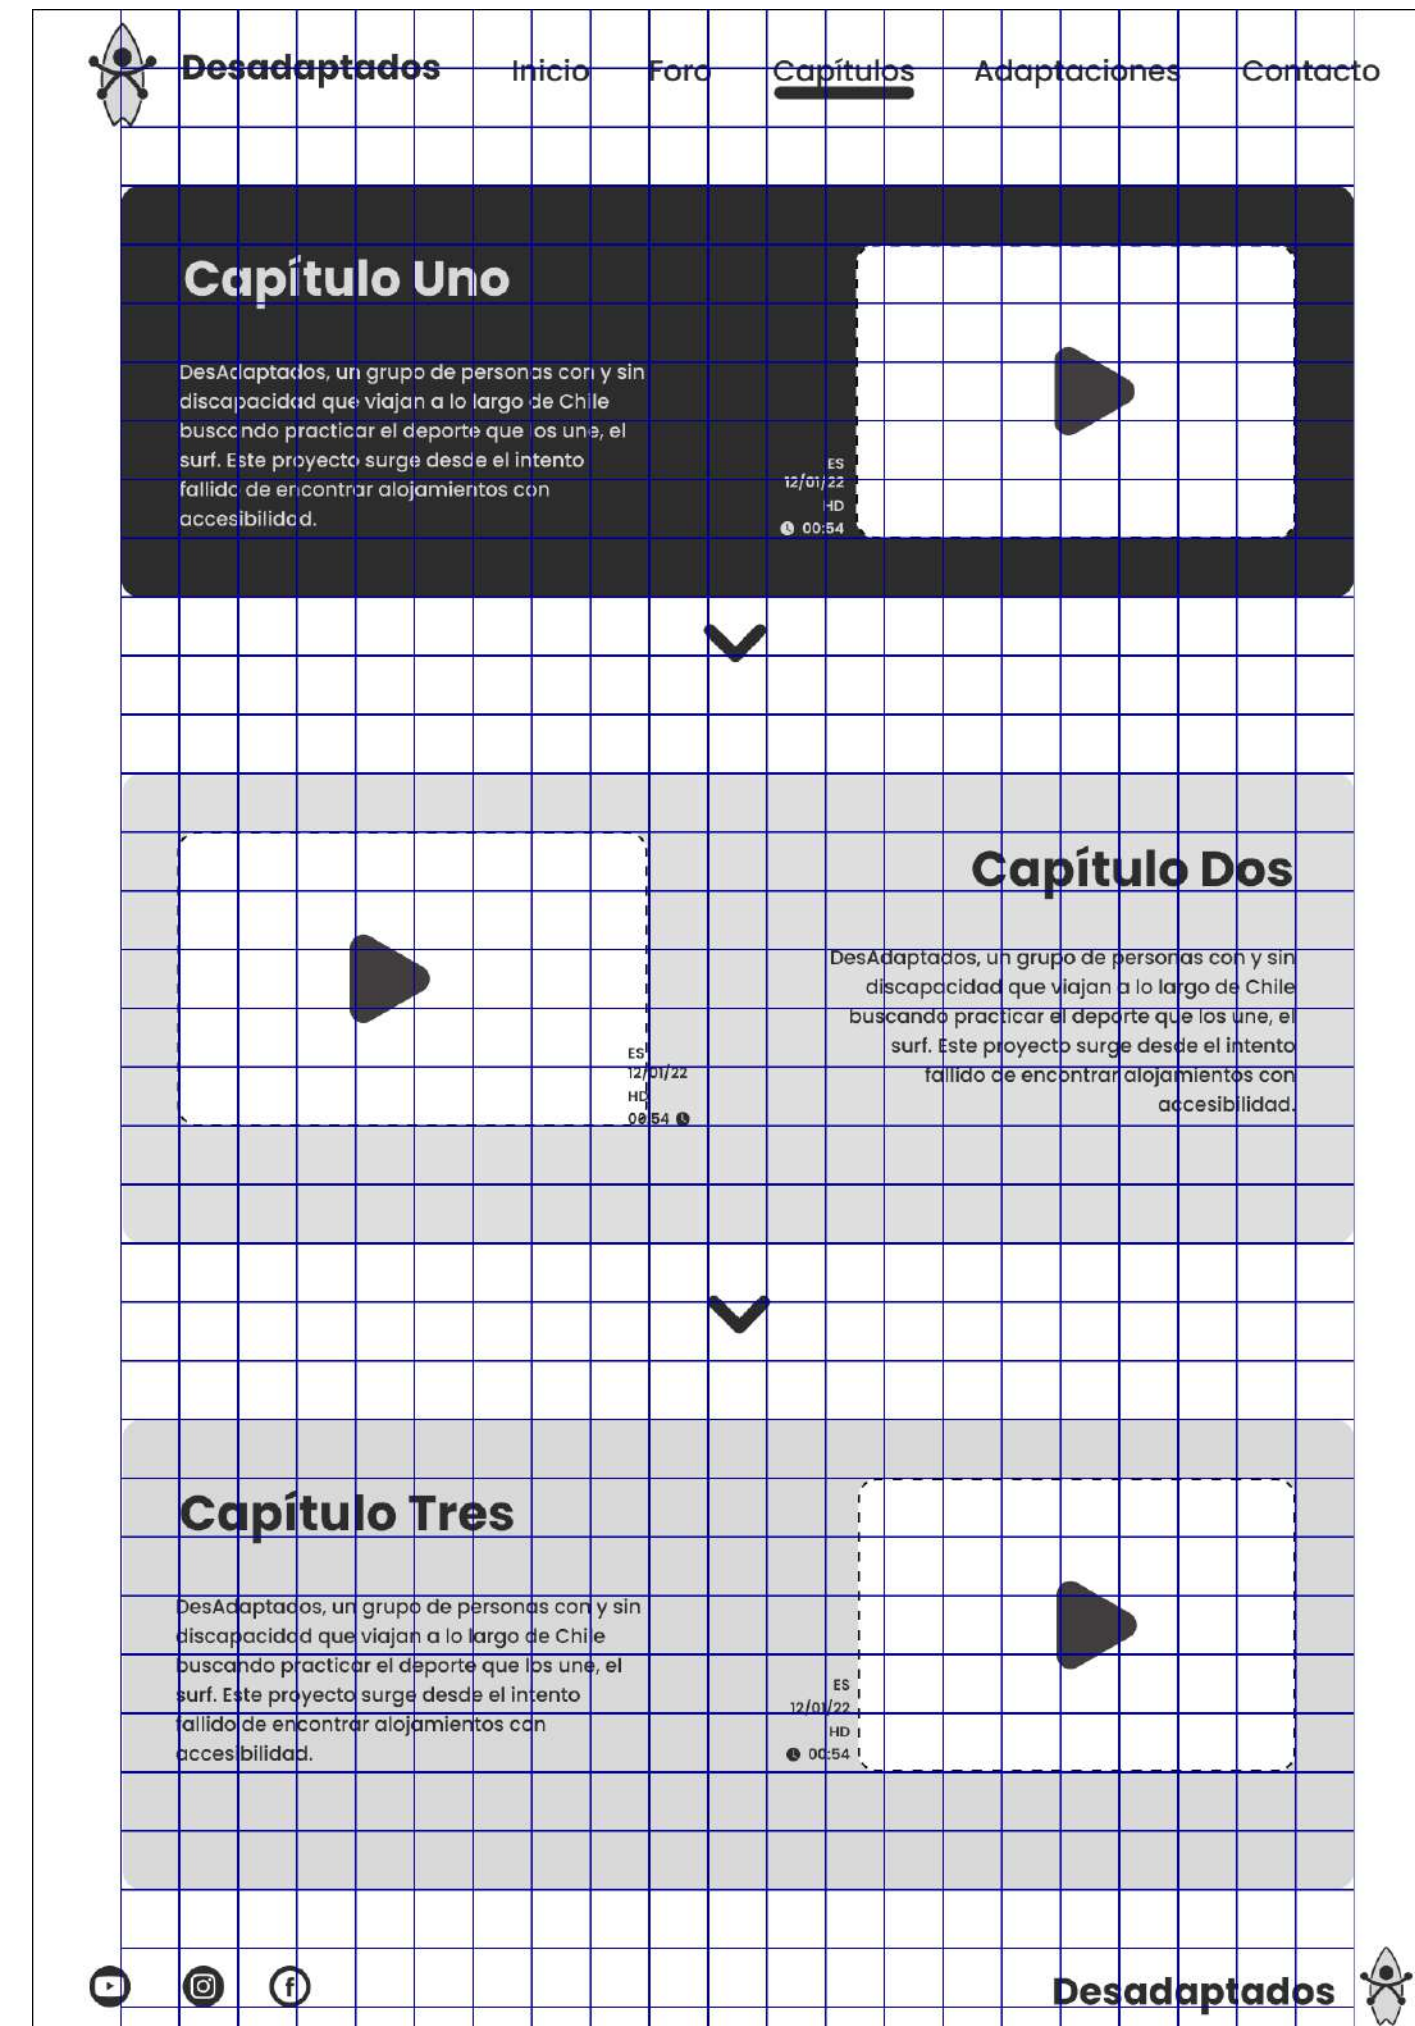 Desadaptados Inicio Foro Capítulos Adaptaciones Contacto
Capítulo Uno
DesAdaptados, un grupo de personas con y sin
discapacidad que viajan a lo largo de Chile
buscando practicar el deporte que los une, el
surf. Este proyecto surge desde el intento
fallido de encontrar alojamientos con
accesibilidad.
ES
12/01/22
HD
00:54
Capítulo Dos
DesAdaptados, un grupo de personas con y sin
discapacidad que viajan a lo largo de Chile
buscando practicar el deporte que los une, el
surf. Este proyecto surge desde el intento
fallido de encontrar alojamientos con
accesibilidad.
ES
12/01/22
HD
00:54
Capítulo Tres
DesAdaptados, un grupo de personas con y sin
discapacidad que viajan a lo largo de Chile
buscando practicar el deporte que los une, el
surf. Este proyecto surge desde el intento
fallido de encontrar alojamientos con
accesibilidad.
ES
12/01/22
HD
00:54
Desadaptados